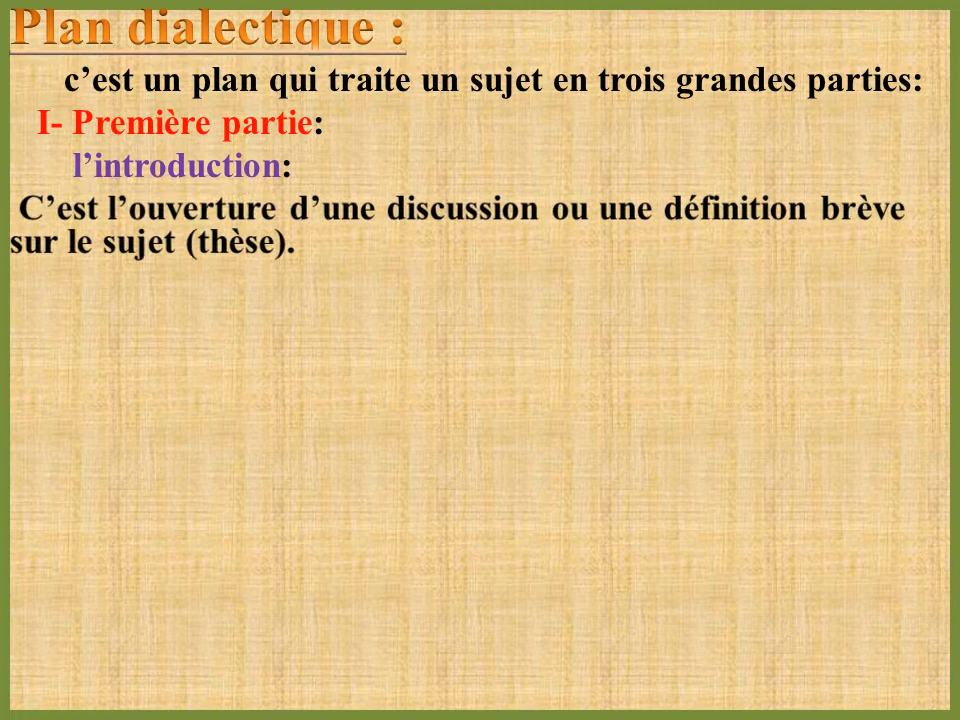 Plan dialectique :
c’est un plan qui traite un sujet en trois grandes parties:
I- Première partie:
l’introduction:
C’est l’ouverture d’une discussion ou une définition brève
sur le sujet (thèse).